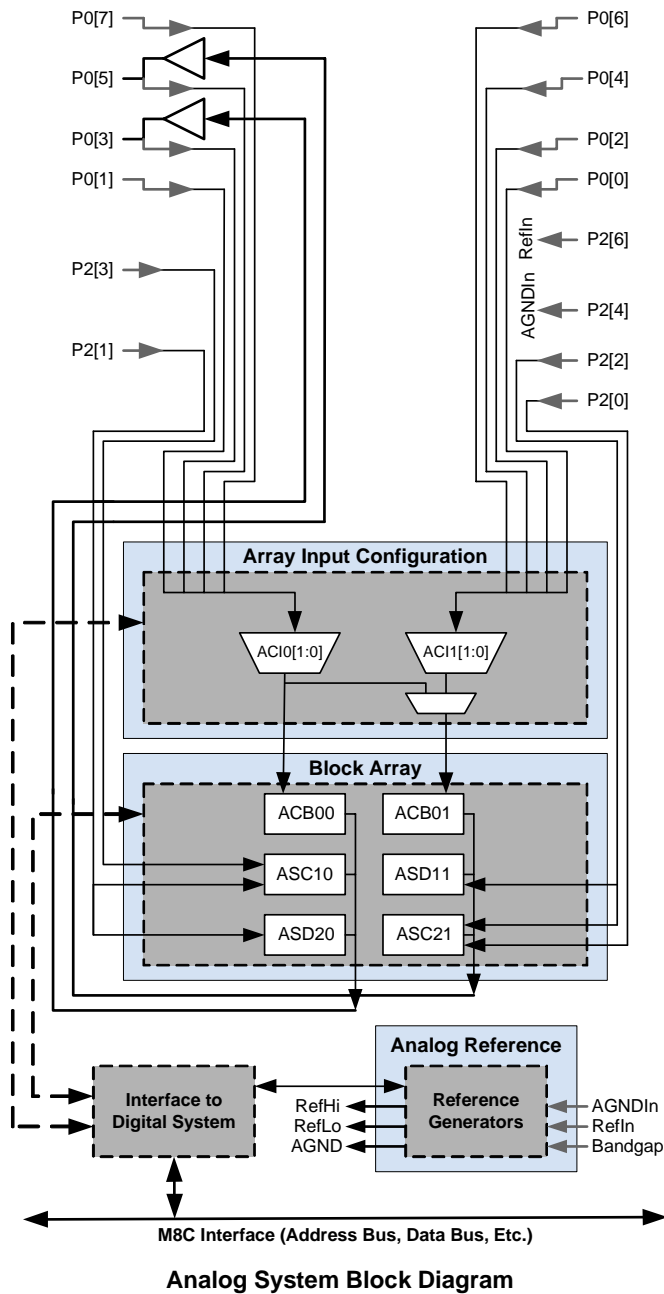 P0[7]
P0[6]
P0[5]
P0[4]
P0[3]
P0[2]
P0[1]
P0[0]
RefIn
P2[6]
P2[3]
AGNDIn
P2[4]
P2[1]
P2[2]
P2[0]
Array Input Configuration
ACI0[1:0]
ACI1[1:0]
Block Array
ACB00
ACB01
ASC10
ASD11
ASD20
ASC21
Analog Reference
Interface to
Digital System
Reference
Generators
RefHi
RefLo
AGND
AGNDIn
RefIn
Bandgap
M8C Interface (Address Bus, Data Bus, Etc.)
Analog System Block Diagram